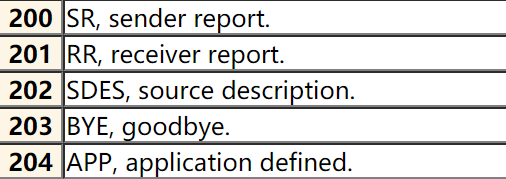 200 SR, sender report.
201 RR, receiver report.
202 SDES, source description.
203 BYE, goodbye.
204 APP, application defined.